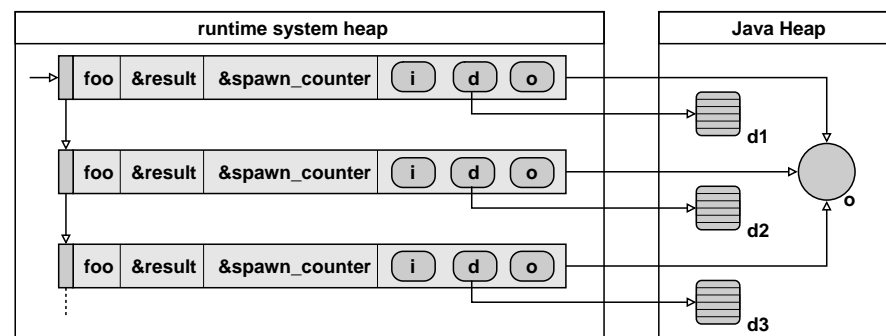 runtime system heap
Java Heap
foo &result &spawn_counter i d o
d1
foo &result &spawn_counter i d o
o
d2
foo &result &spawn_counter i d o
d3